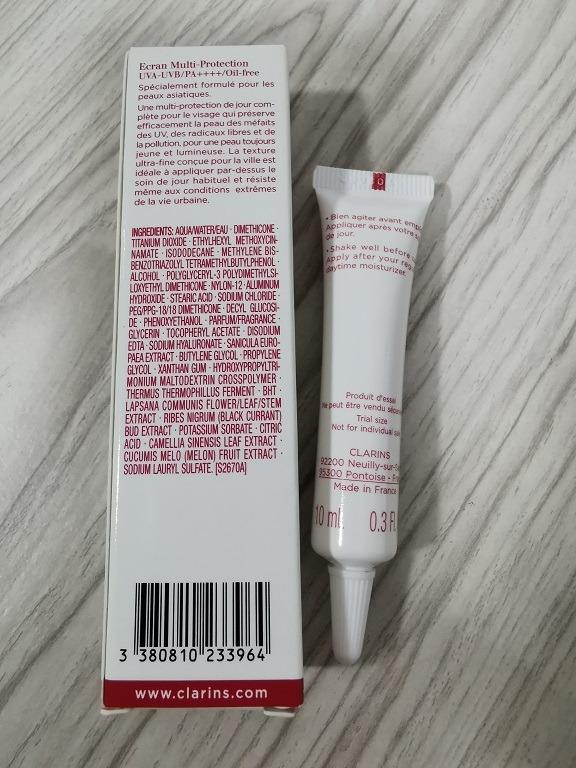 Ecran Multi-Protection
UVA-UVB/PA++++/Oil-free
Spécialement formulé pour les
peaux asiatiques.
Une multi-protection de jour com-
plète pour le visage qui préserve
efficacement la peau des méfaits
des UV, des radicaux libres et de
la pollution, pour une peau toujours
jeune et lumineuse. La texture
ultra-fine conçue pour la ville est
idéale à appliquer par-dessus le
soin de jour habituel et résiste
même aux conditions extrêmes
de la vie urbaine.
INGREDIENTS: AQUA/WATER/EAU · DIMETHICONE ·
TITANIUM DIOXIDE · ETHYLHEXYL METHOXYCIN-
NAMATE · ISODODECANE · METHYLENE BIS-
BENZOTRIAZOLYL TETRAMETHYLBUTYLPHENOL ·
ALCOHOL · POLYGLYCERYL-3 POLYDIMETHYLSI-
LOXYETHYL DIMETHICONE · NYLON-12 · ALUMINUM
HYDROXIDE · STEARIC ACID · SODIUM CHLORIDE ·
PEG/PPG-18/18 DIMETHICONE · DECYL GLUCOSI-
DE · PHENOXYETHANOL · PARFUM/FRAGRANCE ·
GLYCERIN · TOCOPHERYL ACETATE · DISODIUM
EDTA · SODIUM HYALURONATE · SANICULA EURO-
PAEA EXTRACT · BUTYLENE GLYCOL · PROPYLENE
GLYCOL · XANTHAN GUM · HYDROXYPROPYLTRI-
MONIUM MALTODEXTRIN CROSSPOLYMER ·
THERMUS THERMOPHILLUS FERMENT · BHT ·
LAPSANA COMMUNIS FLOWER/LEAF/STEM
EXTRACT · RIBES NIGRUM (BLACK CURRANT)
BUD EXTRACT · POTASSIUM SORBATE · CITRIC
ACID · CAMELLIA SINENSIS LEAF EXTRACT ·
CUCUMIS MELO (MELON) FRUIT EXTRACT ·
SODIUM LAURYL SULFATE. [S2670A]
3 380810 233964
www.clarins.com
• Bien agiter avant
Appliquer après votre
de jour.
• Shake well before
Apply after your
daytime moisturizer.
Produit d'essai
Ne peut être vendu
Trial size
Not for individual
CLARINS
92200 Neuilly-sur-
95300 Pontoise •
Made in France
10 ml 0.3